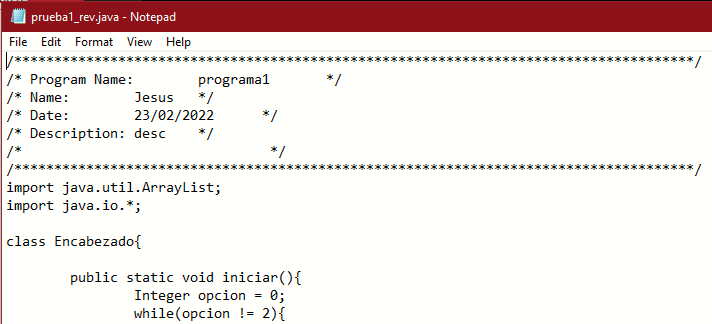 prueba1_rev.java - Notepad
File Edit Format View Help
/*************************************************************************************/
/* Program Name:		programa1		*/
/* Name:		Jesus	*/
/* Date:		23/02/2022		*/
/* Description:	desc	*/
/*				*/
/*************************************************************************************/
import java.util.ArrayList;
import java.io.*;
class Encabezado{
	public static void iniciar(){
		Integer opcion = 0;
		while(opcion != 2){